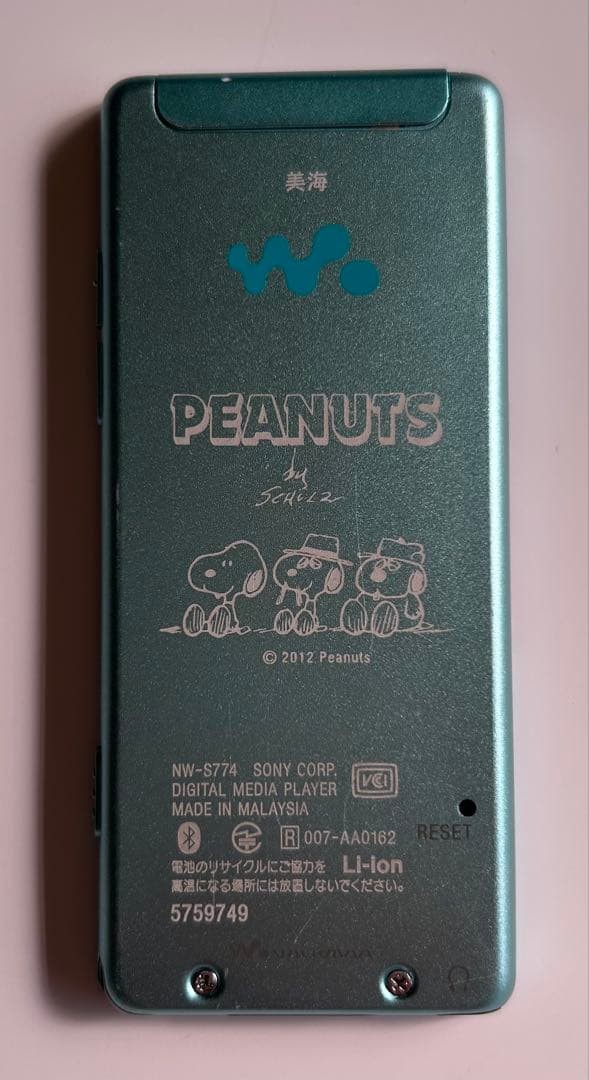 美海
PEANUTS
by
SCHULZ
© 2012 Peanuts
NW-S774 SONY CORP.
DIGITAL MEDIA PLAYER
VCCI
MADE IN MALAYSIA
R 007-AA0162
RESET
電池のリサイクルにご協力を Li-ion
高温になる場所には放置しないでください。
5759749
WALKMAN